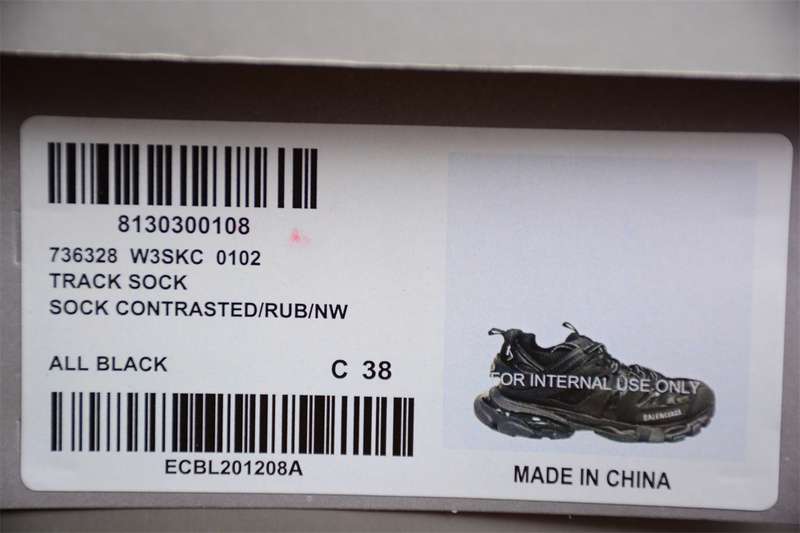 8130300108
736328 W3SKC 0102
TRACK SOCK
SOCK CONTRASTED/RUB/NW
ALL BLACK
C 38
ECBL201208A
FOR INTERNAL USE ONLY
BALENCIAGA
MADE IN CHINA